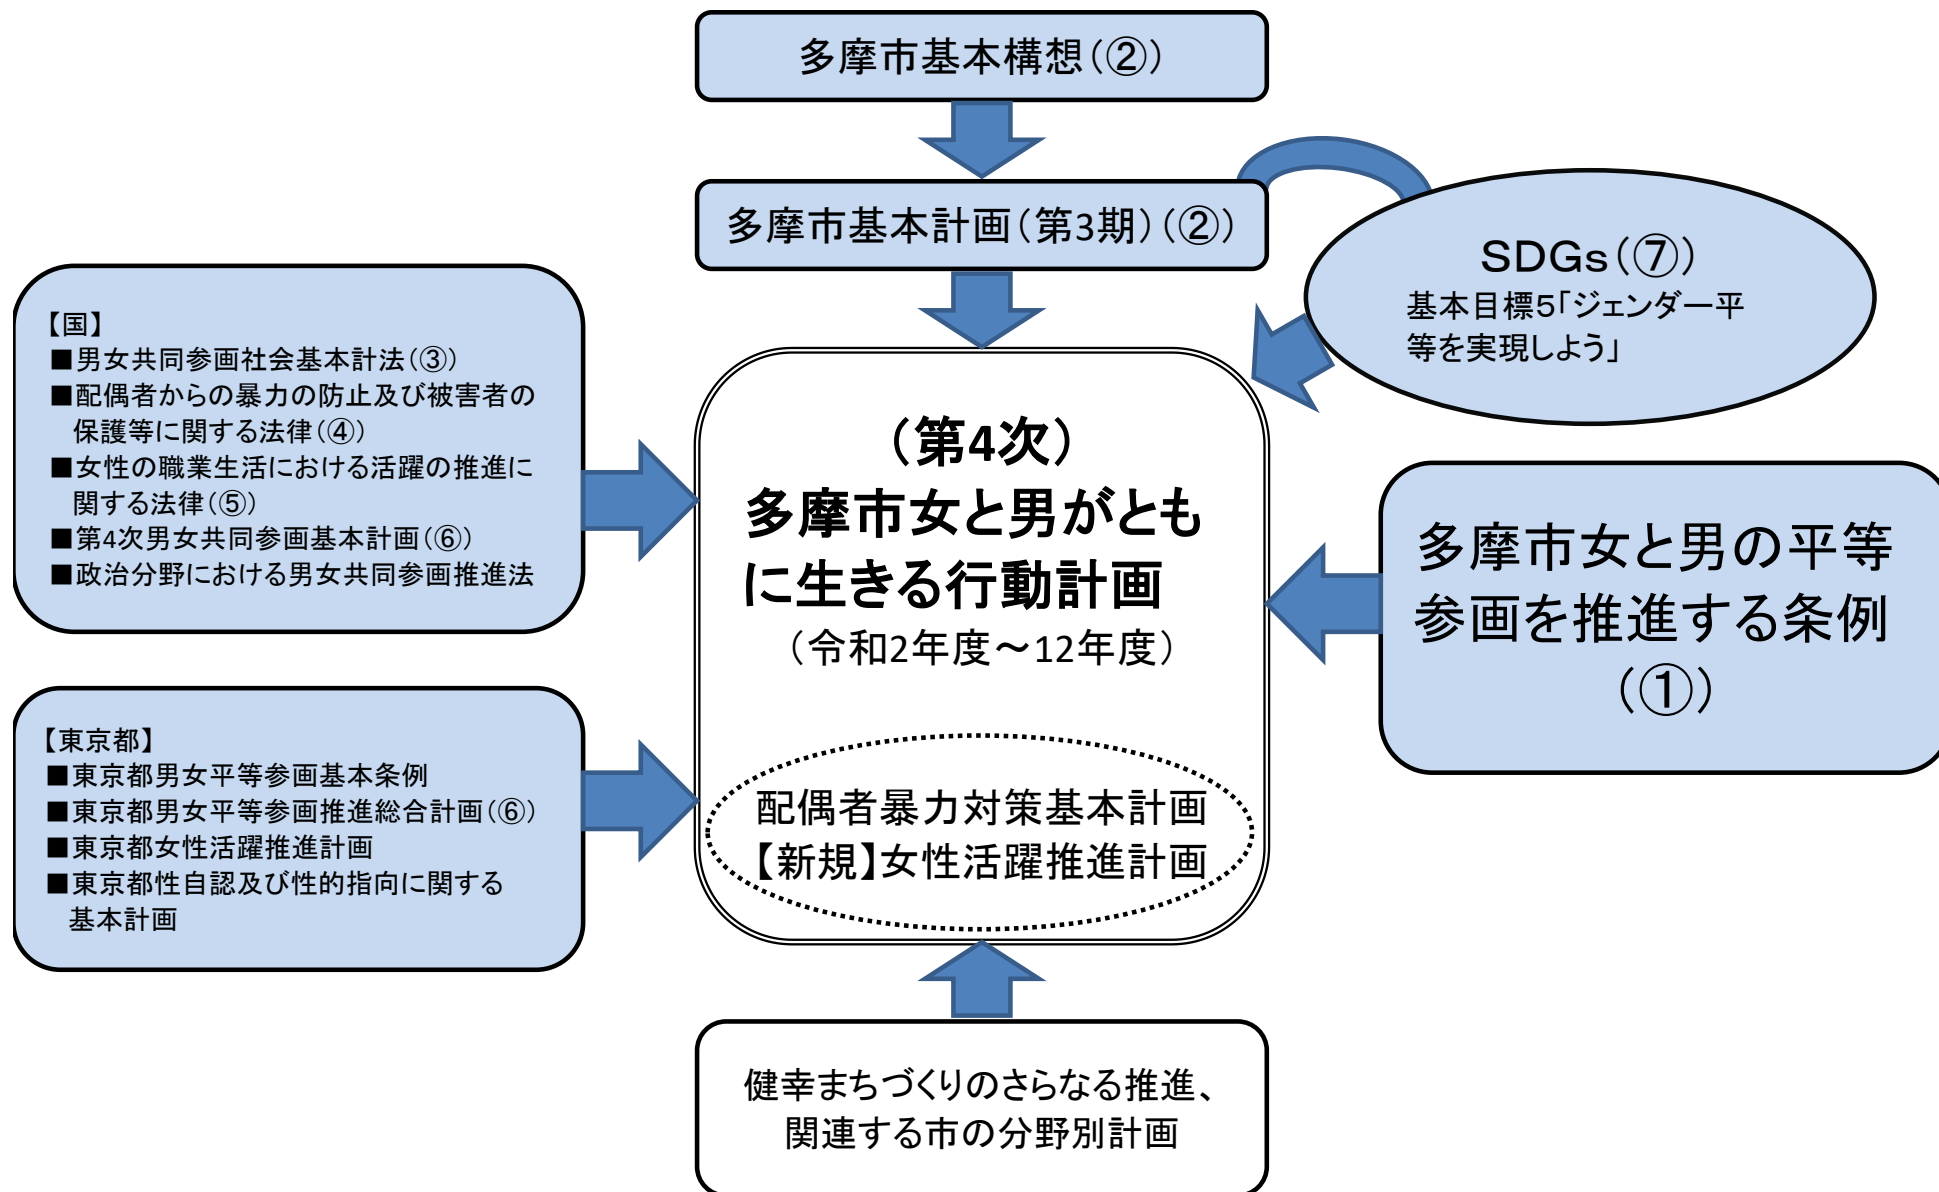 多摩市基本構想(②)
多摩市基本計画(第3期)(②)
SDGs(⑦)
基本目標5「ジェンダー平
等を実現しよう」
【国】
■男女共同参画社会基本計法(③)
■配偶者からの暴力の防止及び被害者の
保護等に関する法律(④)
■女性の職業生活における活躍の推進に
関する法律(⑤)
■第4次男女共同参画基本計画(⑥)
■政治分野における男女共同参画推進法
(第4次)
多摩市女と男がとも
に生きる行動計画
(令和2年度～12年度)
配偶者暴力対策基本計画
【新規】女性活躍推進計画
多摩市女と男の平等
参画を推進する条例
(①)
【東京都】
■東京都男女平等参画基本条例
■東京都男女平等参画推進総合計画(⑥)
■東京都女性活躍推進計画
■東京都性自認及び性的指向に関する
基本計画
健幸まちづくりのさらなる推進、
関連する市の分野別計画